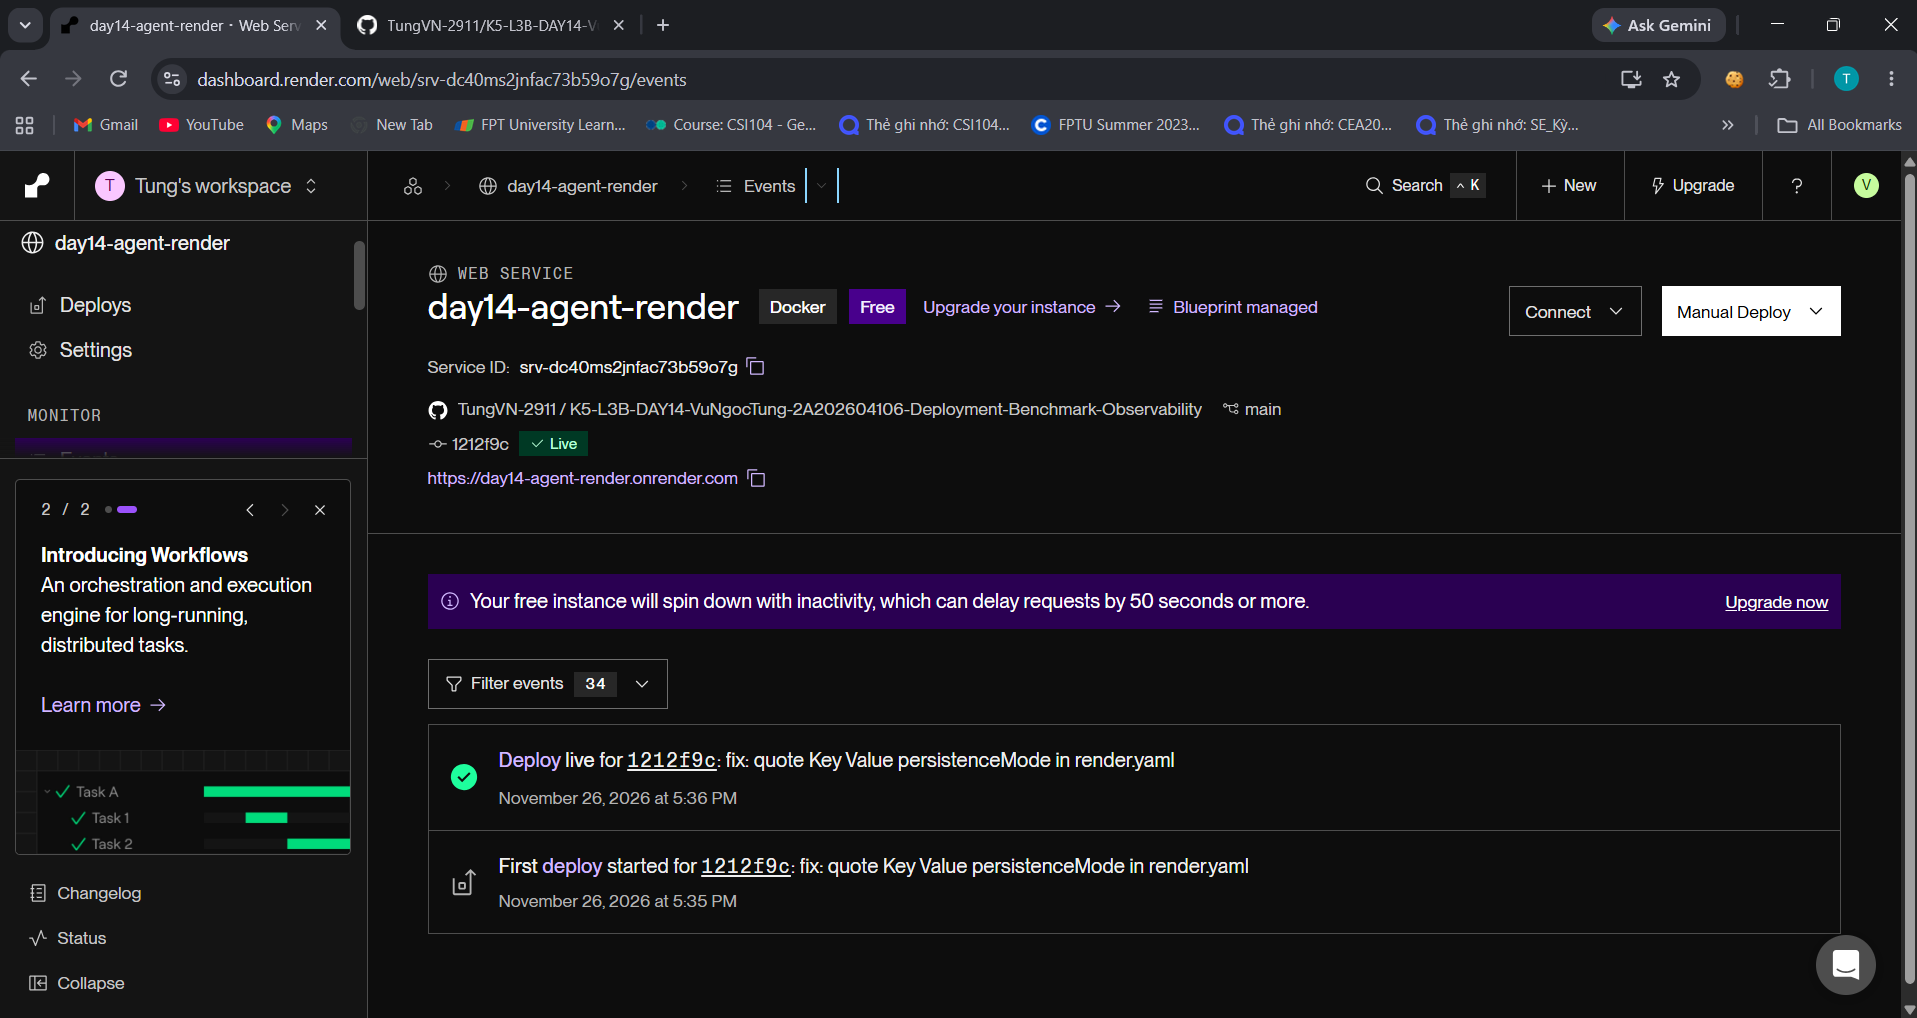 day14-agent-render · Web Serv
TungVN-2911/K5-L3B-DAY14-V
Ask Gemini
dashboard.render.com/web/srv-dc40ms2jnfac73b59o7g/events
T
Gmail
YouTube
Maps
New Tab
FPT University Learn...
Course: CSI104 - Ge...
Thẻ ghi nhớ: CSI104...
FPTU Summer 2023...
Thẻ ghi nhớ: CEA20...
Thẻ ghi nhớ: SE_Kỳ...
All Bookmarks
T Tung's workspace
day14-agent-render
Events
Search ^ K
New
Upgrade
?
V
day14-agent-render
Deploys
Settings
MONITOR
2 / 2
Introducing Workflows
An orchestration and execution
engine for long-running,
distributed tasks.
Learn more
Task A
Task 1
Task 2
Changelog
Status
Collapse
WEB SERVICE
day14-agent-render Docker Free Upgrade your instance Blueprint managed
Connect
Manual Deploy
Service ID: srv-dc40ms2jnfac73b59o7g
TungVN-2911 / K5-L3B-DAY14-VuNgocTung-2A202604106-Deployment-Benchmark-Observability main
1212f9c Live
https://day14-agent-render.onrender.com
Your free instance will spin down with inactivity, which can delay requests by 50 seconds or more.
Upgrade now
Filter events 34
Deploy live for 1212f9c: fix: quote Key Value persistenceMode in render.yaml
November 26, 2026 at 5:36 PM
First deploy started for 1212f9c: fix: quote Key Value persistenceMode in render.yaml
November 26, 2026 at 5:35 PM